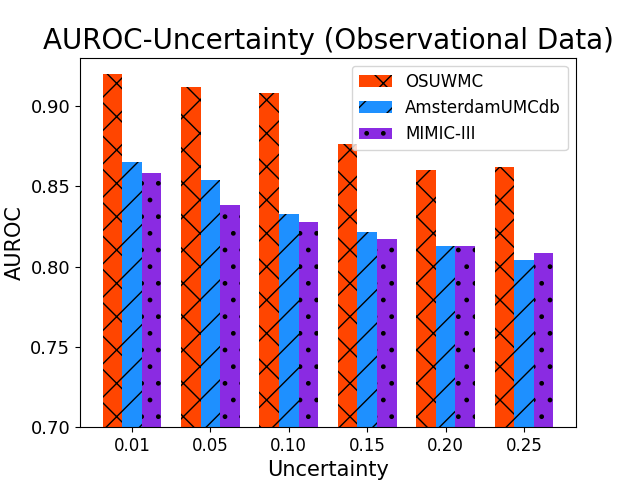 AUROC-Uncertainty (Observational Data)
OSUWMC
AmsterdamUMCdb
MIMIC-III
AUROC
0.90
0.85
0.80
0.75
0.70
0.01 0.05 0.10 0.15 0.20 0.25
Uncertainty